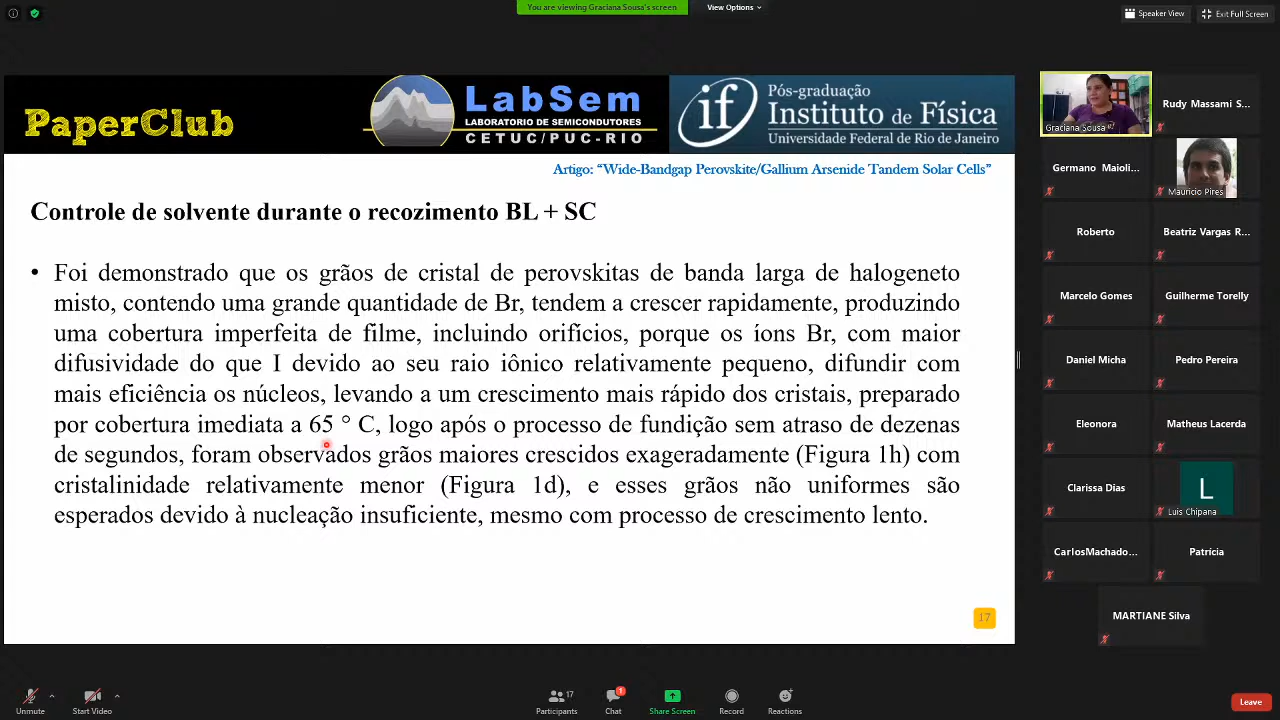 You are viewing Graciana Sousa's screen
View Options
Speaker View
Exit Full Screen
PaperClub
LabSem
LABORATORIO DE SEMICONDUTORES
CETUC/PUC-RIO
if
Pós-graduação
Instituto de Física
Universidade Federal do Rio de Janeiro
Artigo: “Wide-Bandgap Perovskite/Gallium Arsenide Tandem Solar Cells”
Controle de solvente durante o recozimento BL + SC
• Foi demonstrado que os grãos de cristal de perovskitas de banda larga de halogeneto
misto, contendo uma grande quantidade de Br, tendem a crescer rapidamente, produzindo
uma cobertura imperfeita de filme, incluindo orifícios, porque os íons Br, com maior
difusividade do que I devido ao seu raio iônico relativamente pequeno, difundir com
mais eficiência os núcleos, levando a um crescimento mais rápido dos cristais, preparado
por cobertura imediata a 65 ° C, logo após o processo de fundição sem atraso de dezenas
de segundos, foram observados grãos maiores crescidos exageradamente (Figura 1h) com
cristalinidade relativamente menor (Figura 1d), e esses grãos não uniformes são
esperados devido à nucleação insuficiente, mesmo com processo de crescimento lento.
17
Graciana Sousa
Rudy Massami S...
Germano Maioli...
Mauricio Pires
Roberto
Beatriz Vargas R...
Marcelo Gomes
Guilherme Torelly
Daniel Micha
Pedro Pereira
Eleonora
Matheus Lacerda
Clarissa Dias
L
Luis Chipana
CarlosMachado...
Patrícia
MARTIANE Silva
Unmute
Start Video
17
Participants
1
Chat
Share Screen
Record
Reactions
Leave